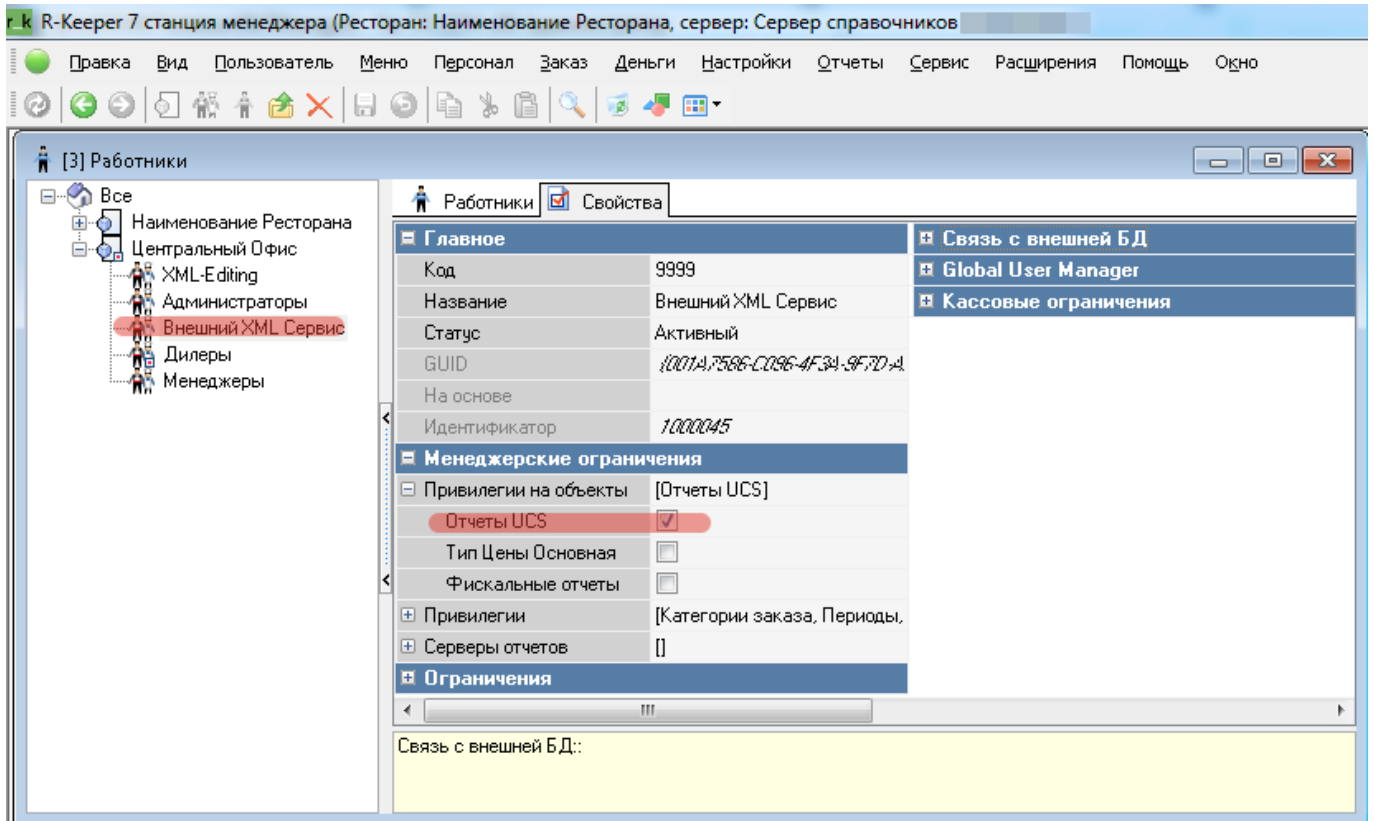 r_k R-Keeper 7 станция менеджера (Ресторан: Наименование Ресторана, сервер: Сервер справочников
Правка Вид Пользователь Меню Персонал Заказ Деньги Настройки Отчеты Сервис Расширения Помощь Окно
[3] Работники
Все
Наименование Ресторана
Центральный Офис
XML-Editing
Администраторы
Внешний XML Сервис
Дилеры
Менеджеры
Работники Свойства
Главное
Код 9999
Название Внешний XML Сервис
Статус Активный
GUID
На основе
Идентификатор 1000045
Менеджерские ограничения
Привилегии на объекты [Отчеты UCS]
Отчеты UCS
Тип Цены Основная
Фискальные отчеты
Привилегии [Категории заказа, Периоды,
Серверы отчетов []
Ограничения
Связь с внешней БД
Global User Manager
Кассовые ограничения
Связь с внешней БД::